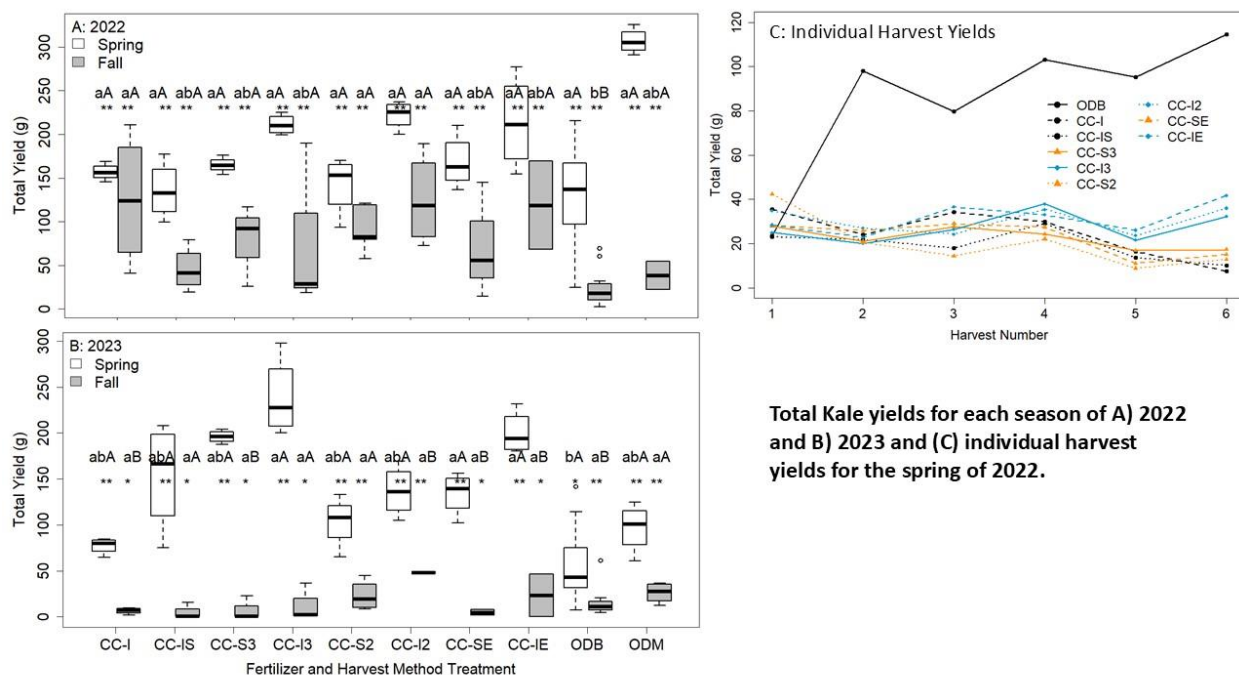 A: 2022
Spring
Fall
aA aA aA abA aA abA aA abA aA aA aA aA aA abA aA abA aA bB aA abA
** ** ** ** ** ** ** ** ** ** ** ** ** ** ** ** ** ** ** **
Total Yield (g)
0 50 100 150 200 250 300
B: 2023
Spring
Fall
abA aB abA aA abA aB aA aA abA aA abA aB aA aB aA aB bA aB abA aA
** * ** * ** * ** * ** ** ** ** ** * ** * * ** ** **
Total Yield (g)
0 50 100 150 200 250 300
CC-I CC-IS CC-S3 CC-I3 CC-S2 CC-I2 CC-SE CC-IE ODB ODM
Fertilizer and Harvest Method Treatment
C: Individual Harvest Yields
ODB
CC-I
CC-IS
CC-S3
CC-I3
CC-S2
CC-I2
CC-SE
CC-IE
Total Yield (g)
0 20 40 60 80 100 120
1 2 3 4 5 6
Harvest Number
Total Kale yields for each season of A) 2022
and B) 2023 and (C) individual harvest
yields for the spring of 2022.